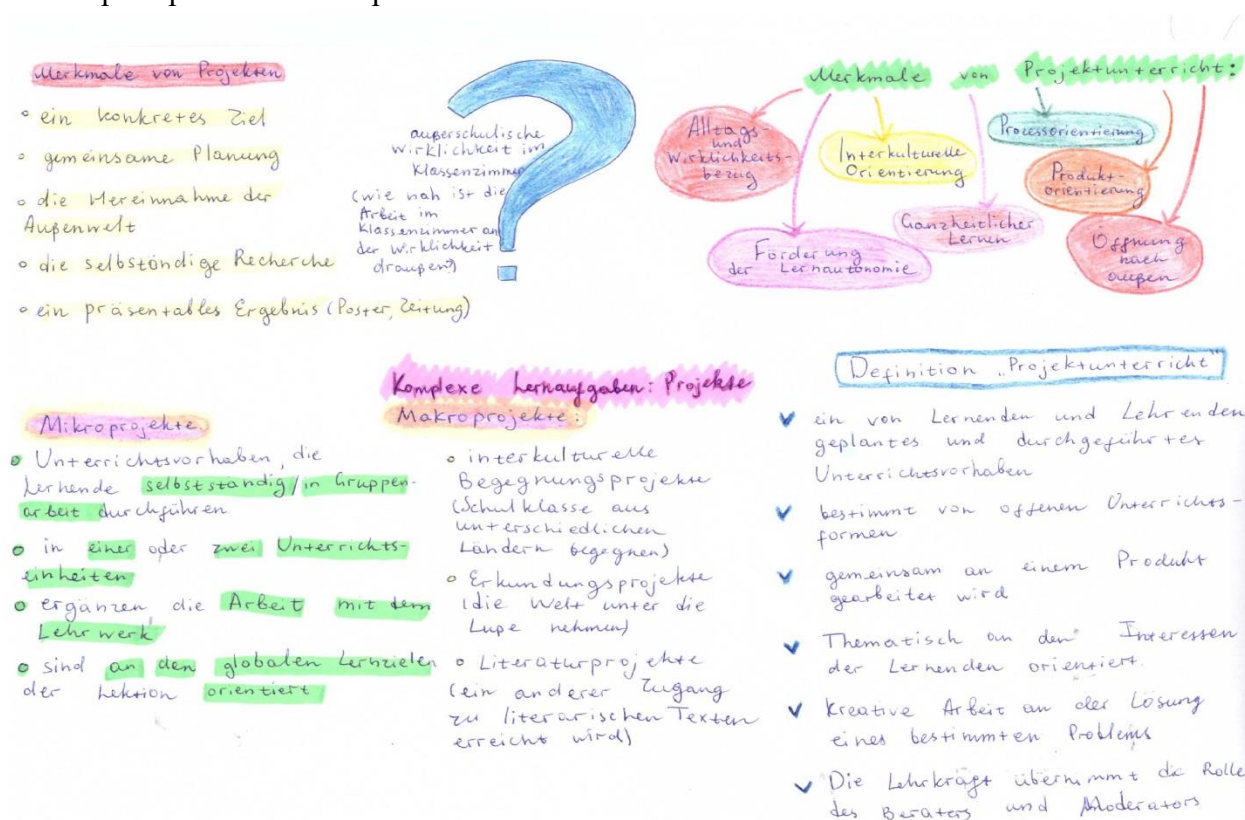 Merkmale von Projekten
ein konkretes Ziel
gemeinsame Planung
die Hereinnahme der
Außenwelt
die selbständige Recherche
ein präsentables Ergebnis (Poster, Zeitung)
außerschulische
Wirklichkeit im
Klassenzimmer
(wie nah ist die
Arbeit im
Klassenzimmer an
der Wirklichkeit
draußen?)
?
Merkmale von Projektunterricht:
Alltags
und
Wirklichkeits-
bezug
Interkulturelle
Orientierung
Prozessorientierung
Produkt-
orientierung
Förderung
der Lernautonomie
Ganzheitlicher
Lernen
Öffnung
nach
außen
Komplexe Lernaufgaben: Projekte
Mikroprojekte.
Unterrichtsvorhaben, die
Lernende selbstständig/in Gruppen-
arbeit durchführen
in einer oder zwei Unterrichts-
einheiten
ergänzen die Arbeit mit dem
Lehrwerk
sind an den globalen Lernzielen
der Lektion orientiert
Makroprojekte:
interkulturelle
Begegnungsprojekte
(Schulklasse aus
unterschiedlichen
Ländern begegnen)
Erkundungsprojekte
(die Welt unter die
Lupe nehmen)
Literaturprojekte
(ein anderer Zugang
zu literarischen Texten
erreicht wird)
Definition „Projektunterricht"
ein von Lernenden und Lehrenden
geplantes und durchgeführtes
Unterrichtsvorhaben
bestimmt von offenen Unterrichts-
formen
gemeinsam an einem Produkt
gearbeitet wird
Thematisch an den Interessen
der Lernenden orientiert.
kreative Arbeit an der Lösung
eines bestimmten Problems
Die Lehrkraft übernimmt die Rolle
des Beraters und Moderators